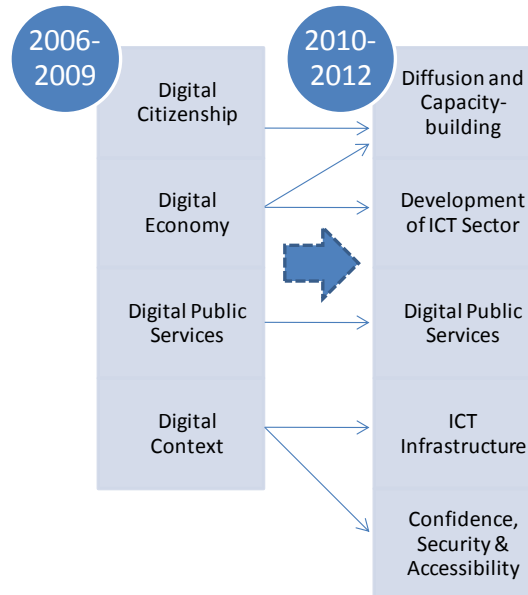 2006-
2009
Digital
Citizenship
Digital
Economy
Digital Public
Services
Digital
Context
2010-
2012
Diffusion and
Capacity-
building
Development
of ICT Sector
Digital Public
Services
ICT
Infrastructure
Confidence,
Security &
Accessibility